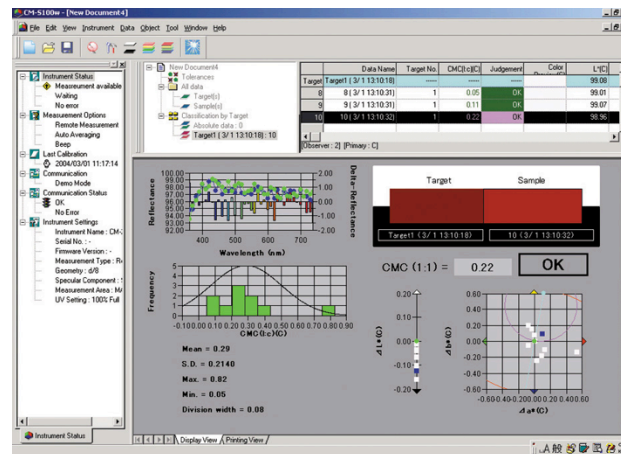 CM-S100w - [New Document4]
File Edit View Instrument Data Object Tool Window Help
Instrument Status
Measurement available
Waiting
No error
Measurement Options
Remote Measurement
Auto Averaging
Beep
Last Calibration
2004/03/01 11:17:14
Communication
Demo Mode
Communication Status
OK
No Error
Instrument Settings
Instrument Name : CM-
Serial No. : -
Firmware Version : -
Measurement Type :
Geometry : d/8
Specular Component :
Measurement Area :
UV Setting : 100% Full
Instrument Status
New Document4
Tolerances
All data
Target(s)
Sample(s)
Classification by Target
Absolute data : 0
Target1 ( 3/ 1 13:10:18) : 10
Data Name Target No. CMC(l:c)(C) Judgement Color L*(C)
Target Target1 ( 3/ 1 13:10:18) ----- ----- ----- 99.08
8 8 ( 3/ 1 13:10:31) 1 0.05 OK 99.01
9 9 ( 3/ 1 13:10:31) 1 0.11 OK 99.07
10 10 ( 3/ 1 13:10:32) 1 0.22 OK 98.96
[Observer : 2] [Primary : C]
Reflectance
100.00
99.00
98.00
97.00
96.00
95.00
94.00
93.00
92.00
2.00
1.00
0.00
-1.00
-2.00
Delta-Reflectance
400 500 600 700
Wavelength (nm)
Target Sample
Target1 (3/ 1 13:10:18) 10 (3/ 1 13:10:32)
CMC (1:1) = 0.22 OK
Frequency
5
4
3
2
1
0
-0.10 0.00 0.10 0.20 0.30 0.40 0.50 0.60 0.70 0.80 0.90
CMC(l:c)(C)
Mean = 0.29
S.D. = 0.2140
Max. = 0.82
Min. = 0.05
Division width = 0.08
⊿L*(C)
0.20
0.10
0.00
-0.10
-0.20
⊿b*(C)
0.60
0.40
0.20
0.00
-0.20
-0.40
-0.60
-0.60 -0.40 -0.20 0.00 0.20 0.40 0.60
⊿a*(C)
Display View Printing View
A 般